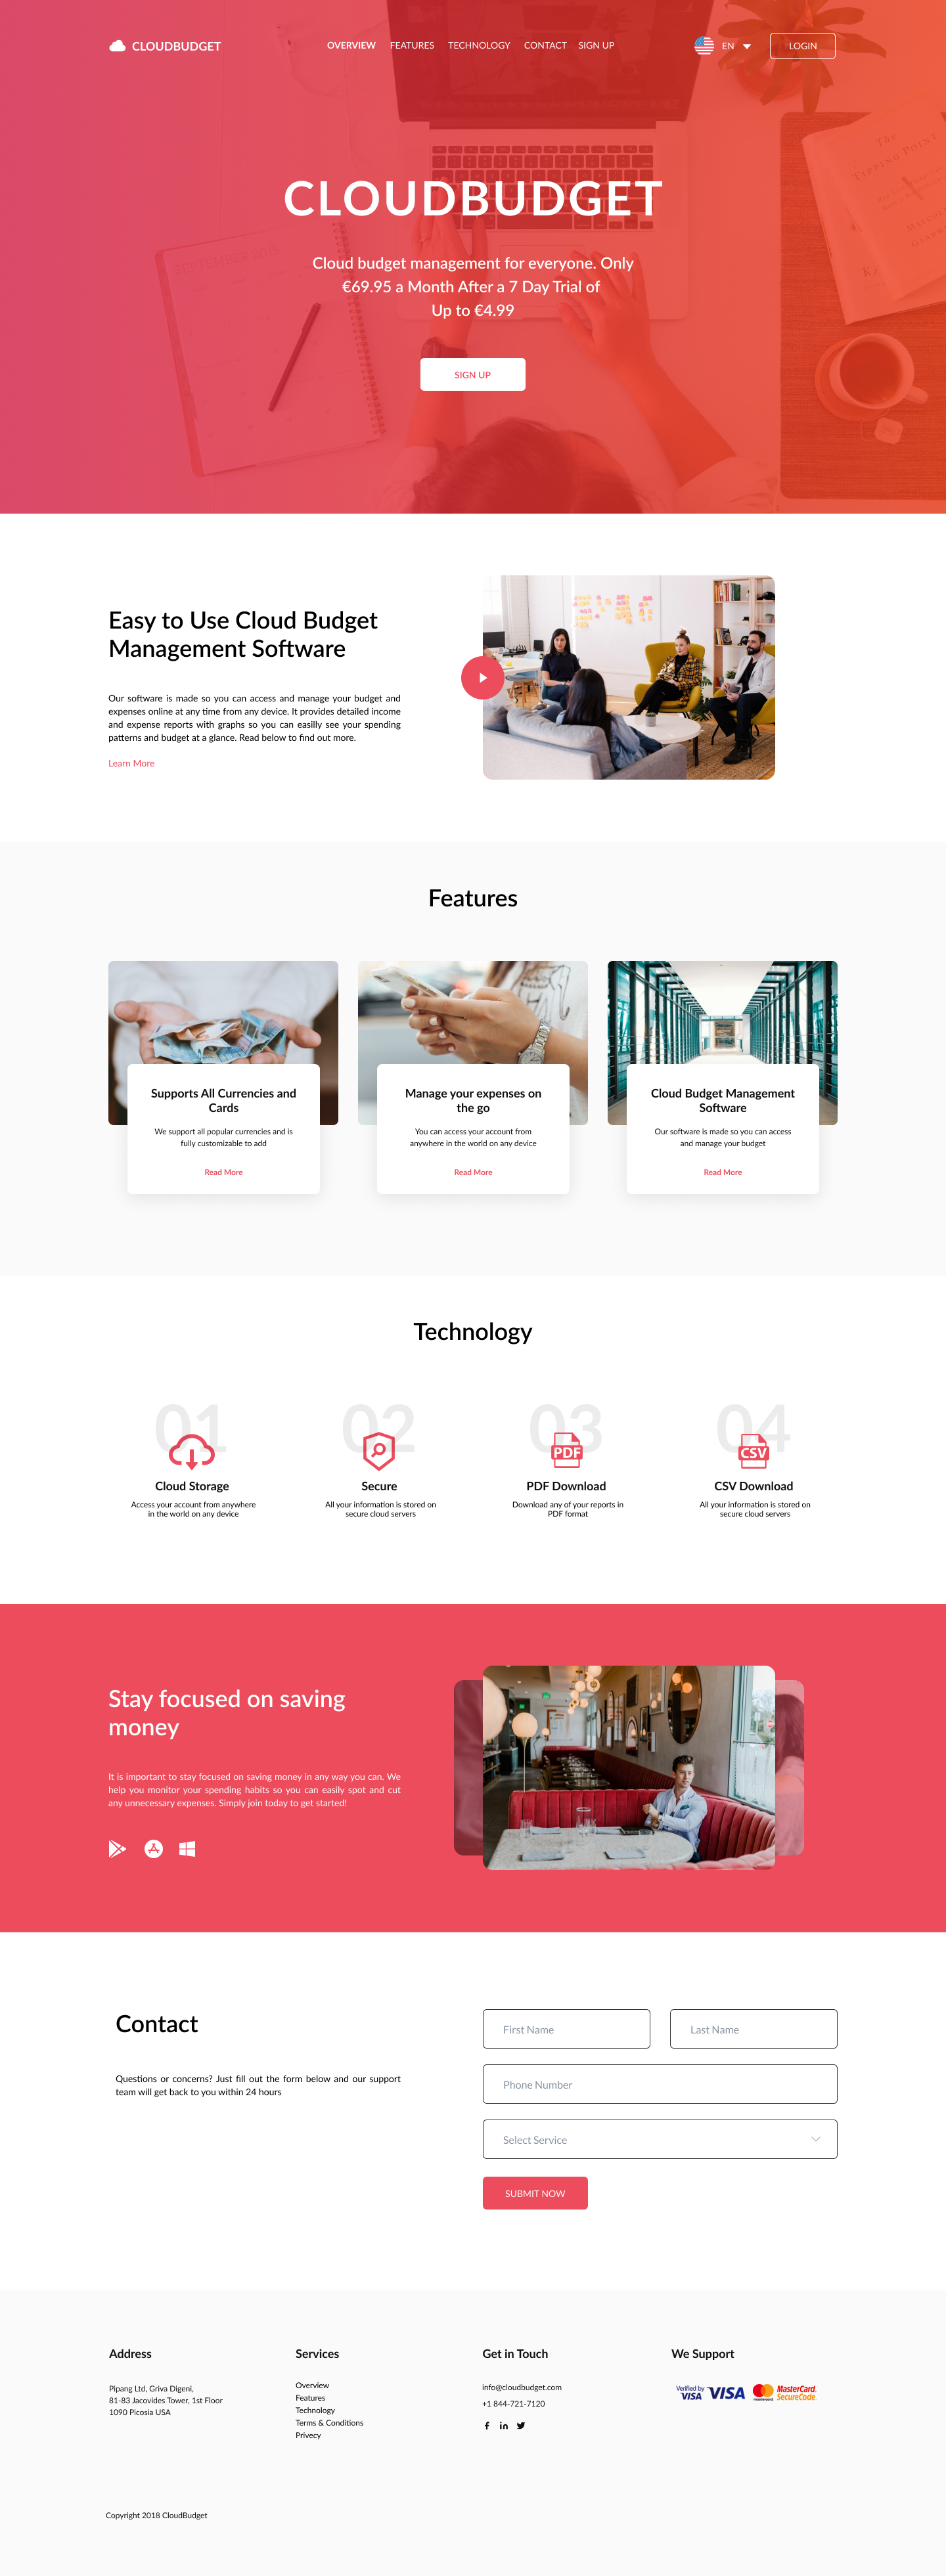 CLOUDBUDGET
OVERVIEW FEATURES TECHNOLOGY CONTACT SIGN UP
EN
LOGIN
The
TIPPING POINT
SEPTEMBER 2015
CLOUDBUDGET
Cloud budget management for everyone. Only
€69.95 a Month After a 7 Day Trial of
Up to €4.99
SIGN UP
Easy to Use Cloud Budget
Management Software
Our software is made so you can access and manage your budget and
expenses online at any time from any device. It provides detailed income
and expense reports with graphs so you can easilly see your spending
patterns and budget at a glance. Read below to find out more.
Learn More
Features
Supports All Currencies and
Cards
We support all popular currencies and is
fully customizable to add
Read More
Manage your expenses on
the go
You can access your account from
anywhere in the world on any device
Read More
Cloud Budget Management
Software
Our software is made so you can access
and manage your budget
Read More
Technology
01
Cloud Storage
Access your account from anywhere
in the world on any device
02
Secure
All your information is stored on
secure cloud servers
03
PDF
PDF Download
Download any of your reports in
PDF format
04
CSV
CSV Download
All your information is stored on
secure cloud servers
Stay focused on saving
money
It is important to stay focused on saving money in any way you can. We
help you monitor your spending habits so you can easily spot and cut
any unnecessary expenses. Simply join today to get started!
Contact
Questions or concerns? Just fill out the form below and our support
team will get back to you within 24 hours
First Name
Last Name
Phone Number
Select Service
SUBMIT NOW
Address
Pipang Ltd, Griva Digeni,
81-83 Jacovides Tower, 1st Floor
1090 Picosia USA
Services
Overview
Features
Technology
Terms & Conditions
Privecy
Get in Touch
info@cloudbudget.com
+1 844-721-7120
We Support
Verified by
VISA
VISA
mastercard
MasterCard.
SecureCode.
Copyright 2018 CloudBudget